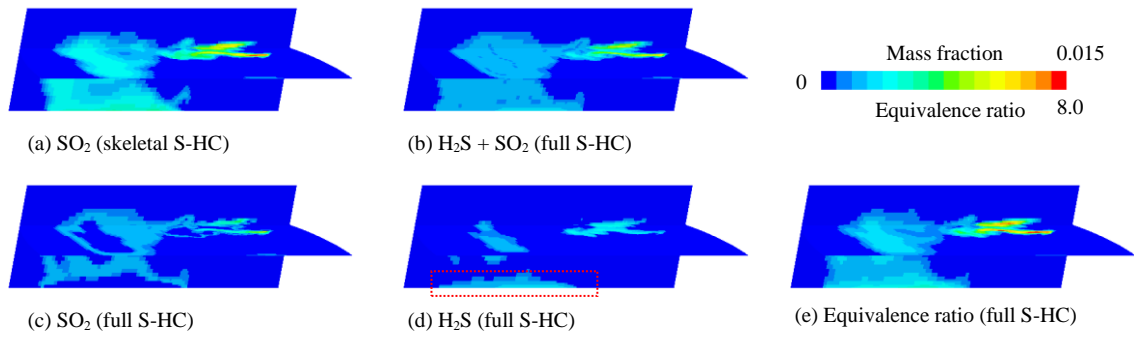 Mass fraction 0.015
0
Equivalence ratio 8.0
(a) SO₂ (skeletal S-HC)
(b) H₂S + SO₂ (full S-HC)
(c) SO₂ (full S-HC)
(d) H₂S (full S-HC)
(e) Equivalence ratio (full S-HC)